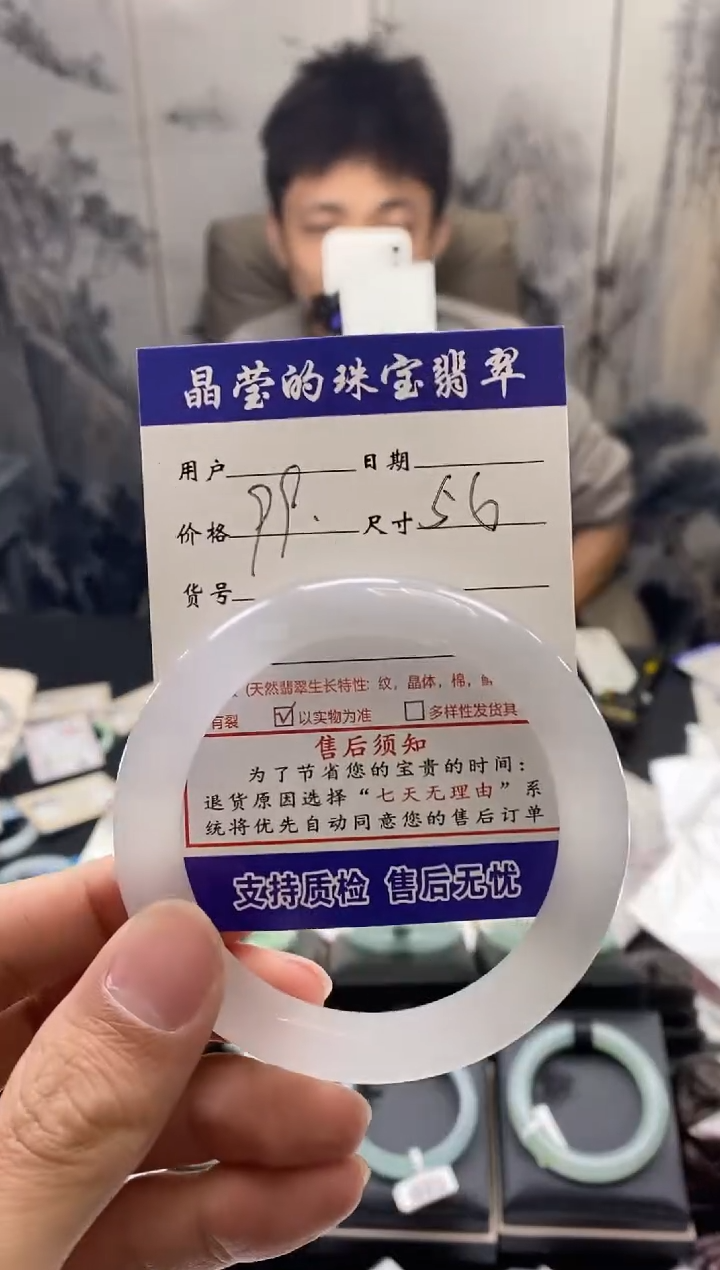 晶莹的珠宝翡翠
用户 日期
价格 99. 尺寸 56
货号
(天然翡翠生长特性: 纹, 晶体, 棉,
有裂 ☑以实物为准 ☐多样性发货其
售后须知
为了节省您的宝贵的时间:
退货原因选择“七天无理由”系
统将优先自动同意您的售后订单
支持质检 售后无忧